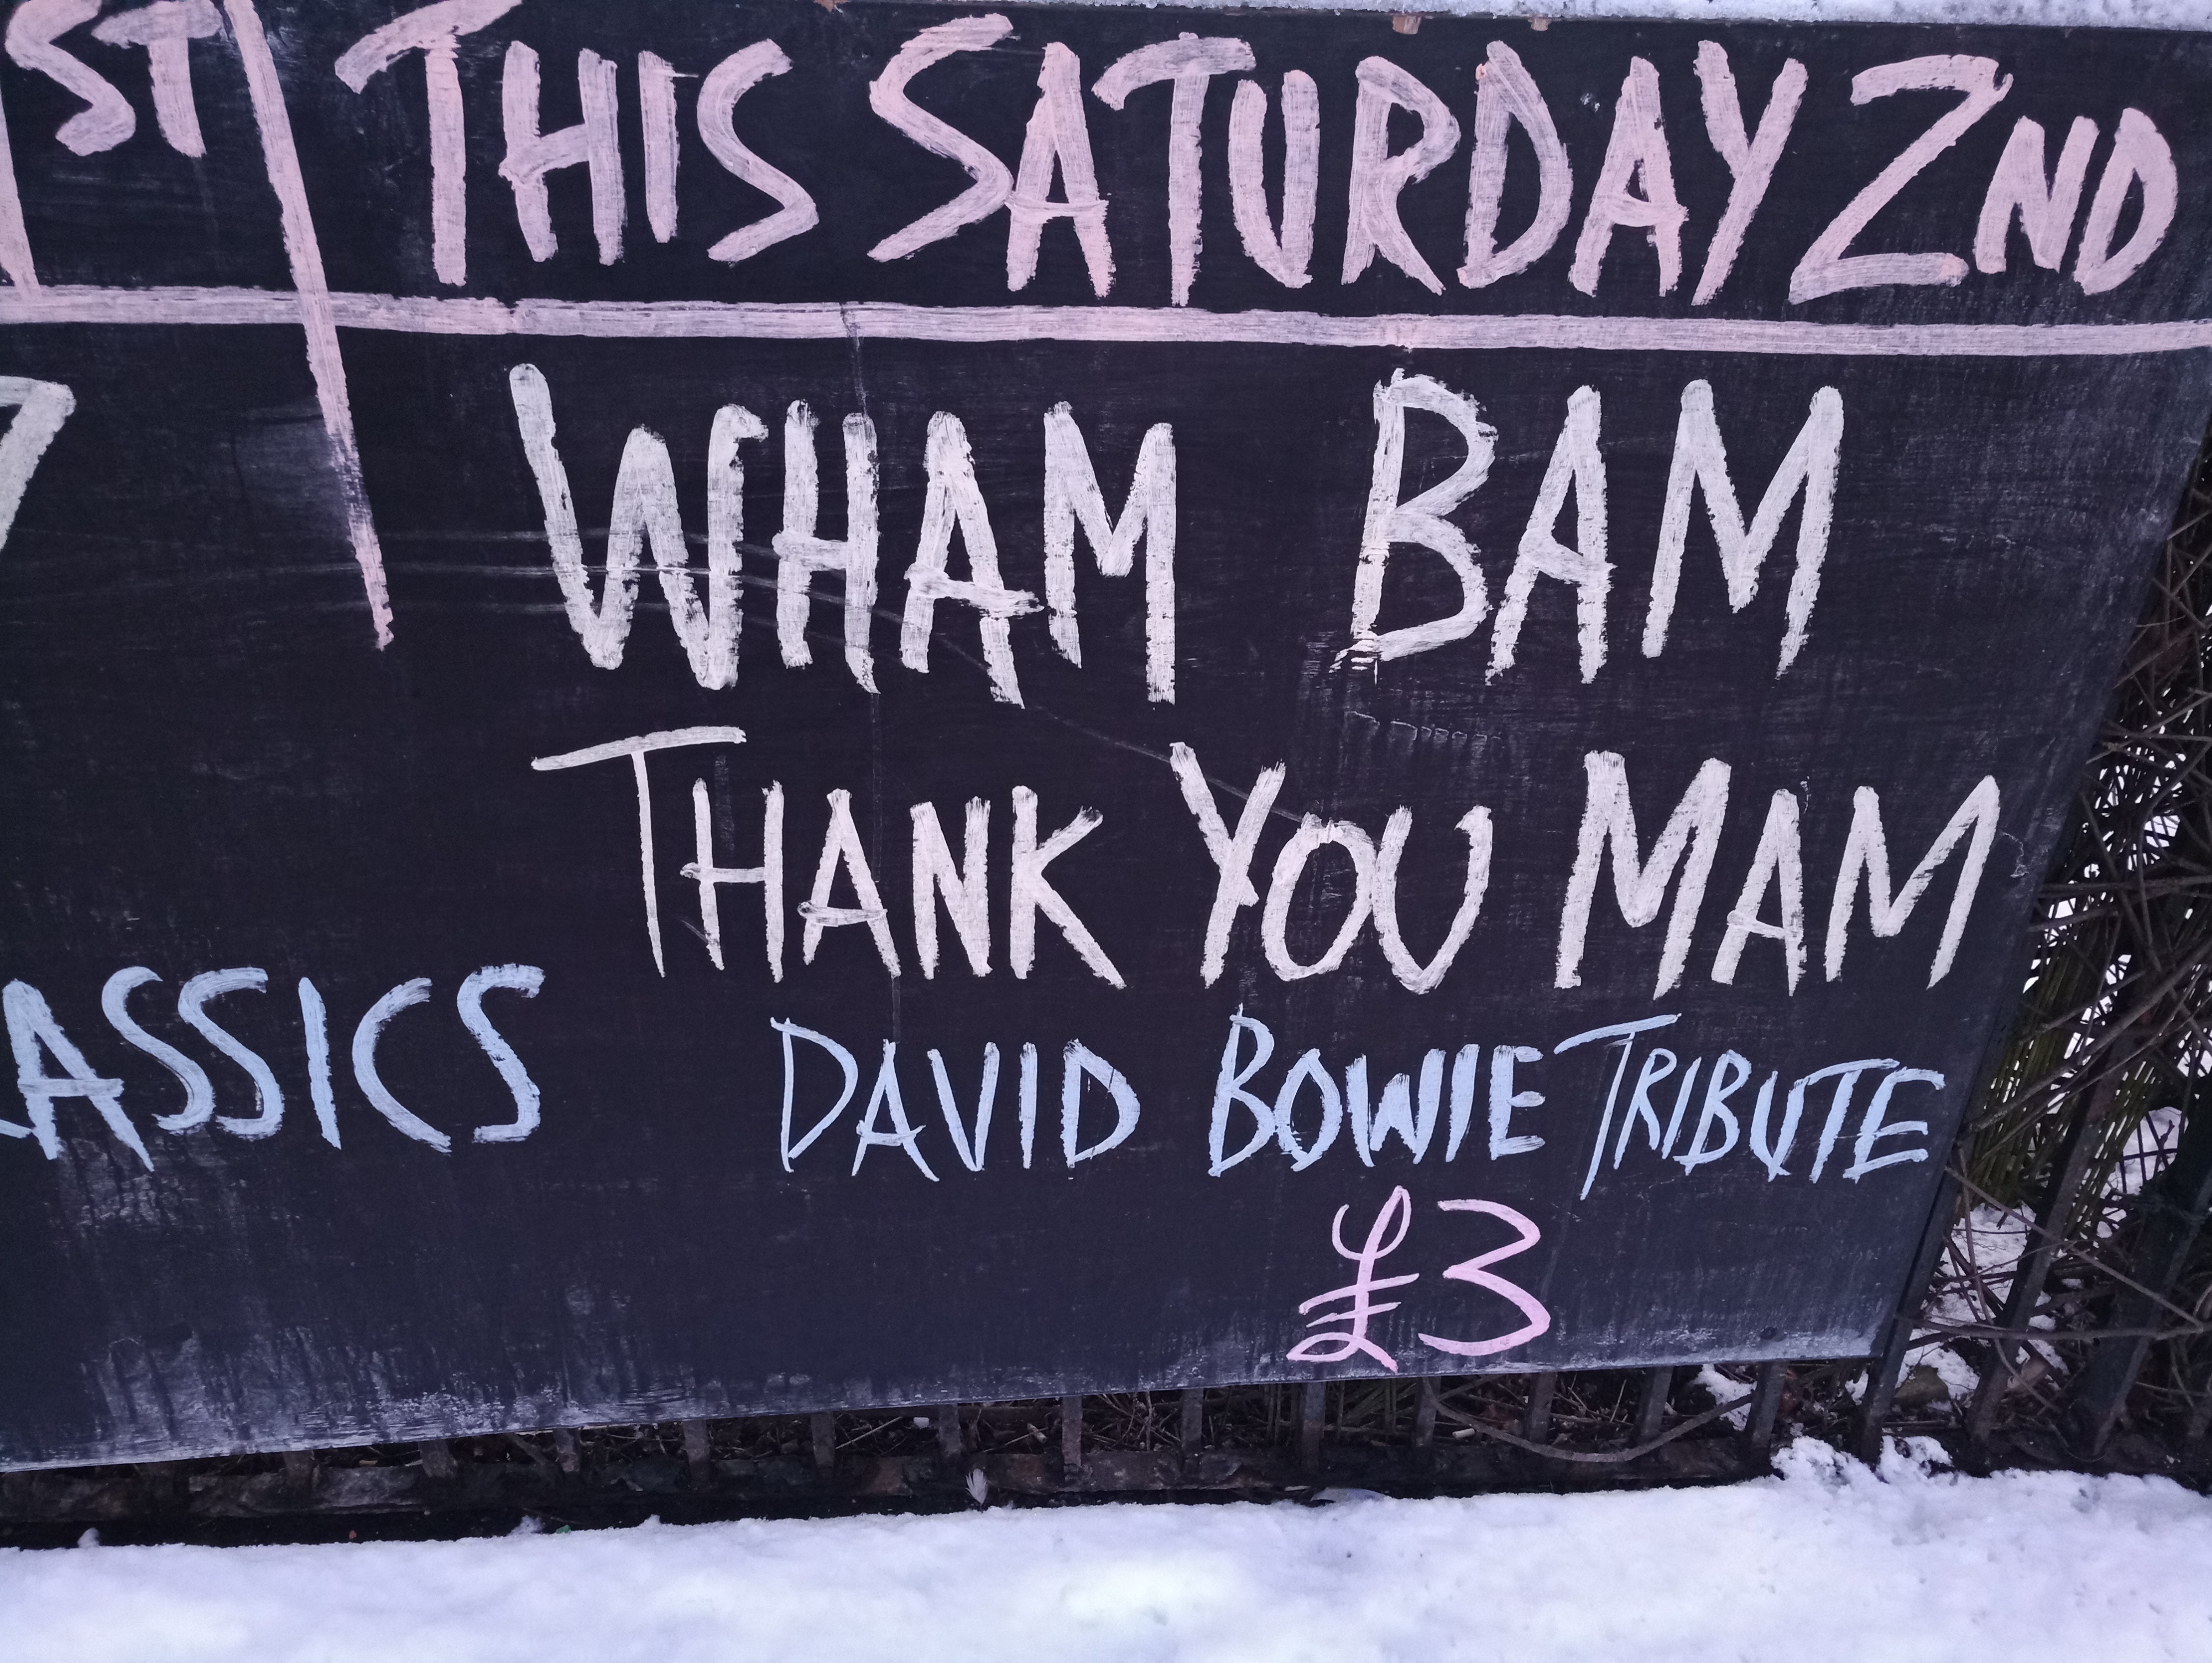 ST
THIS SATURDAY 2ND
WHAM BAM
THANK YOU MAM
ASSICS
DAVID BOWIE TRIBUTE
£3